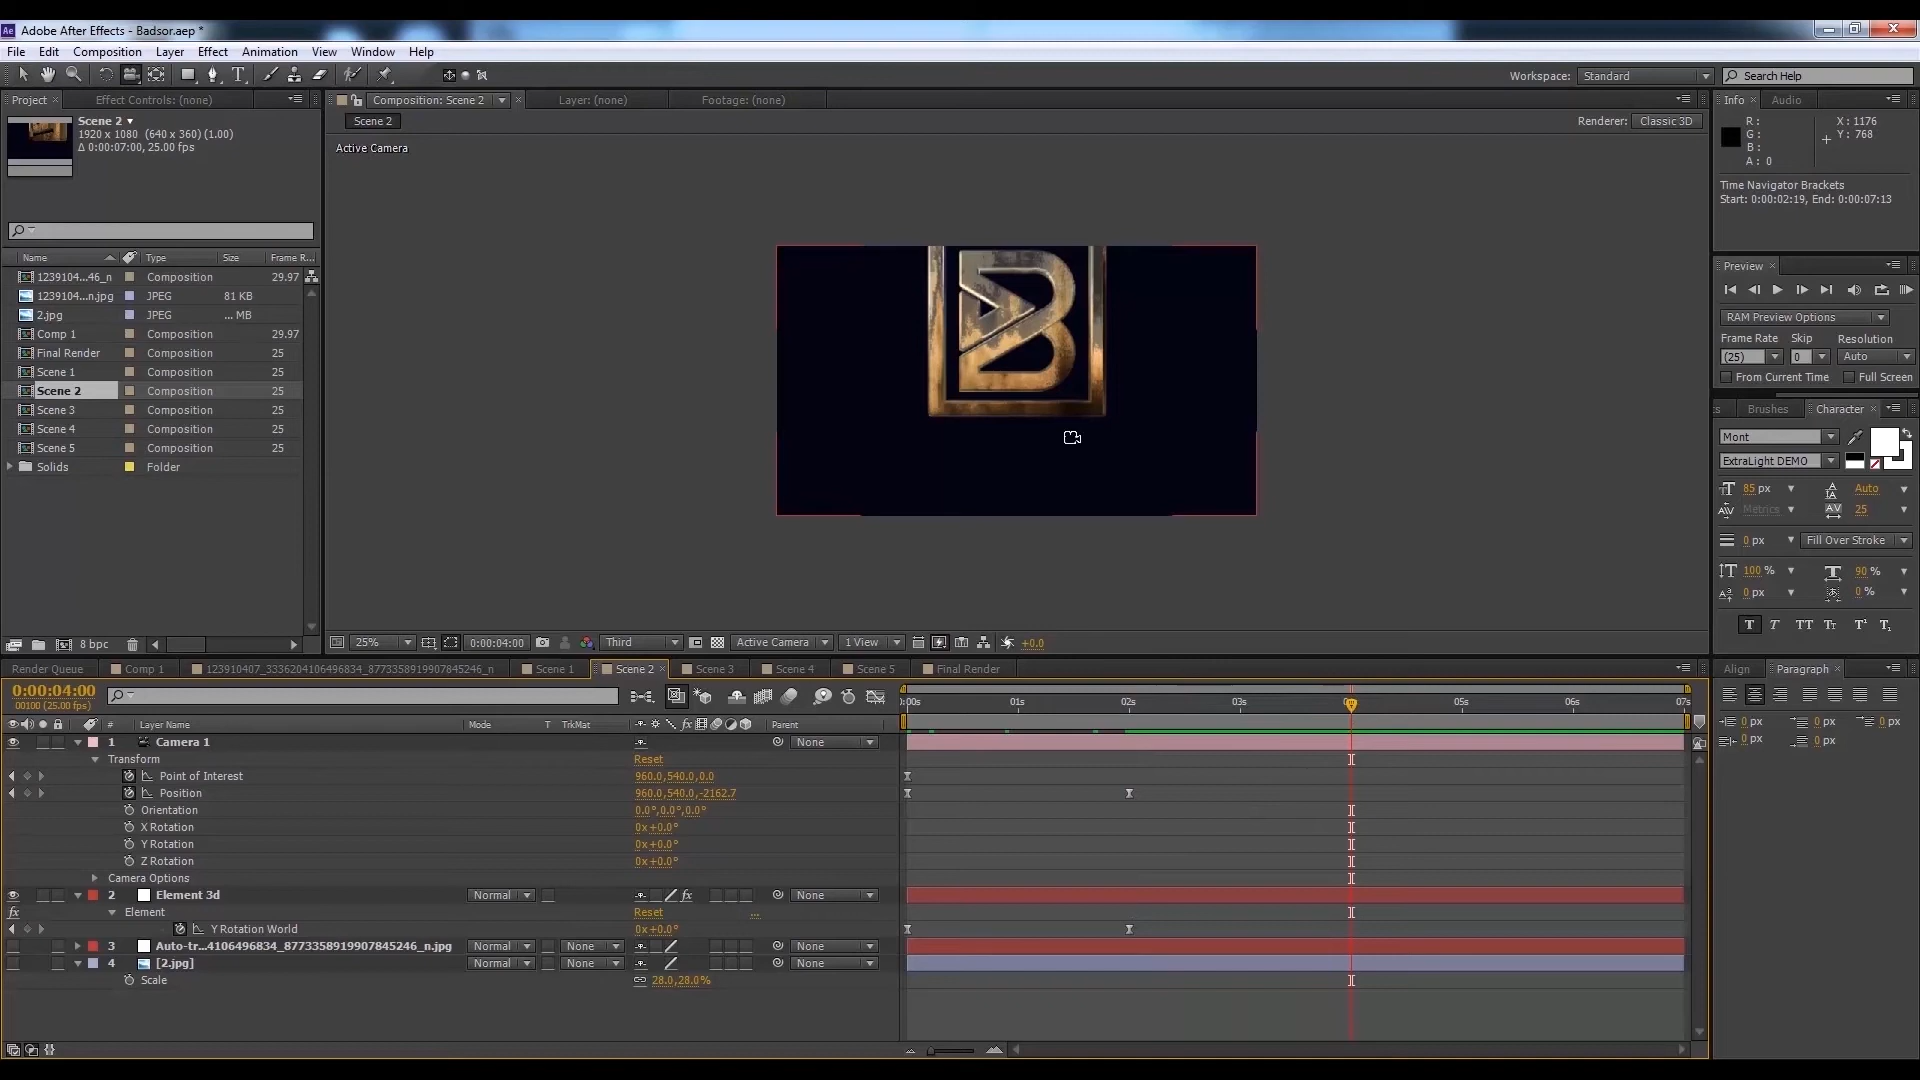 Adobe After Effects - Badsor.aep *
File Edit Composition Layer Effect Animation View Window Help
Workspace: Standard Search Help
Project Effect Controls: (none) Composition: Scene 2 Layer: (none) Footage: (none) Info Audio
Scene 2
1920 x 1080 (640 x 360) (1.00)
Δ 0:00:07:00, 25.00 fps
Scene 2
Renderer: Classic 3D
Active Camera
R :
G :
B :
A : 0
X : 1176
Y : 768
Time Navigator Brackets
Start: 0:00:02:19, End: 0:00:07:13
Name Type Size Frame R...
1239104...46_n Composition 29.97
1239104...n.jpg JPEG 81 KB
2.jpg JPEG ... MB
Comp 1 Composition 29.97
Final Render Composition 25
Scene 1 Composition 25
Scene 2 Composition 25
Scene 3 Composition 25
Scene 4 Composition 25
Scene 5 Composition 25
Solids Folder
Preview
RAM Preview Options
Frame Rate Skip Resolution
(25) 0 Auto
From Current Time Full Screen
Brushes Character
Mont
ExtraLight DEMO
85 px Auto
Metrics 25
0 px Fill Over Stroke
100 % 90 %
0 px 0 %
T T TT Tt T¹ T₁
8 bpc
25% 0:00:04:00 Third Active Camera 1 View +0.0
Render Queue Comp 1 123910407_3336204106496834_8773358919907845246_n Scene 1 Scene 2 Scene 3 Scene 4 Scene 5 Final Render
Align Paragraph
0:00:04:00
00100 (25.00 fps)
:00s 01s 02s 03s 05s 06s 07s
# Layer Name Mode T TrkMat Parent
1 Camera 1 None
Transform Reset
Point of Interest 960.0,540.0,0.0
Position 960.0,540.0,-2162.7
Orientation 0.0°,0.0°,0.0°
X Rotation 0x+0.0°
Y Rotation 0x+0.0°
Z Rotation 0x+0.0°
Camera Options
2 Element 3d Normal fx None
fx Element Reset ...
Y Rotation World 0x+0.0°
3 Auto-tr...4106496834_8773358919907845246_n.jpg Normal None None
4 [2.jpg] Normal None None
Scale 28.0,28.0%
0 px 0 px 0 px
0 px 0 px